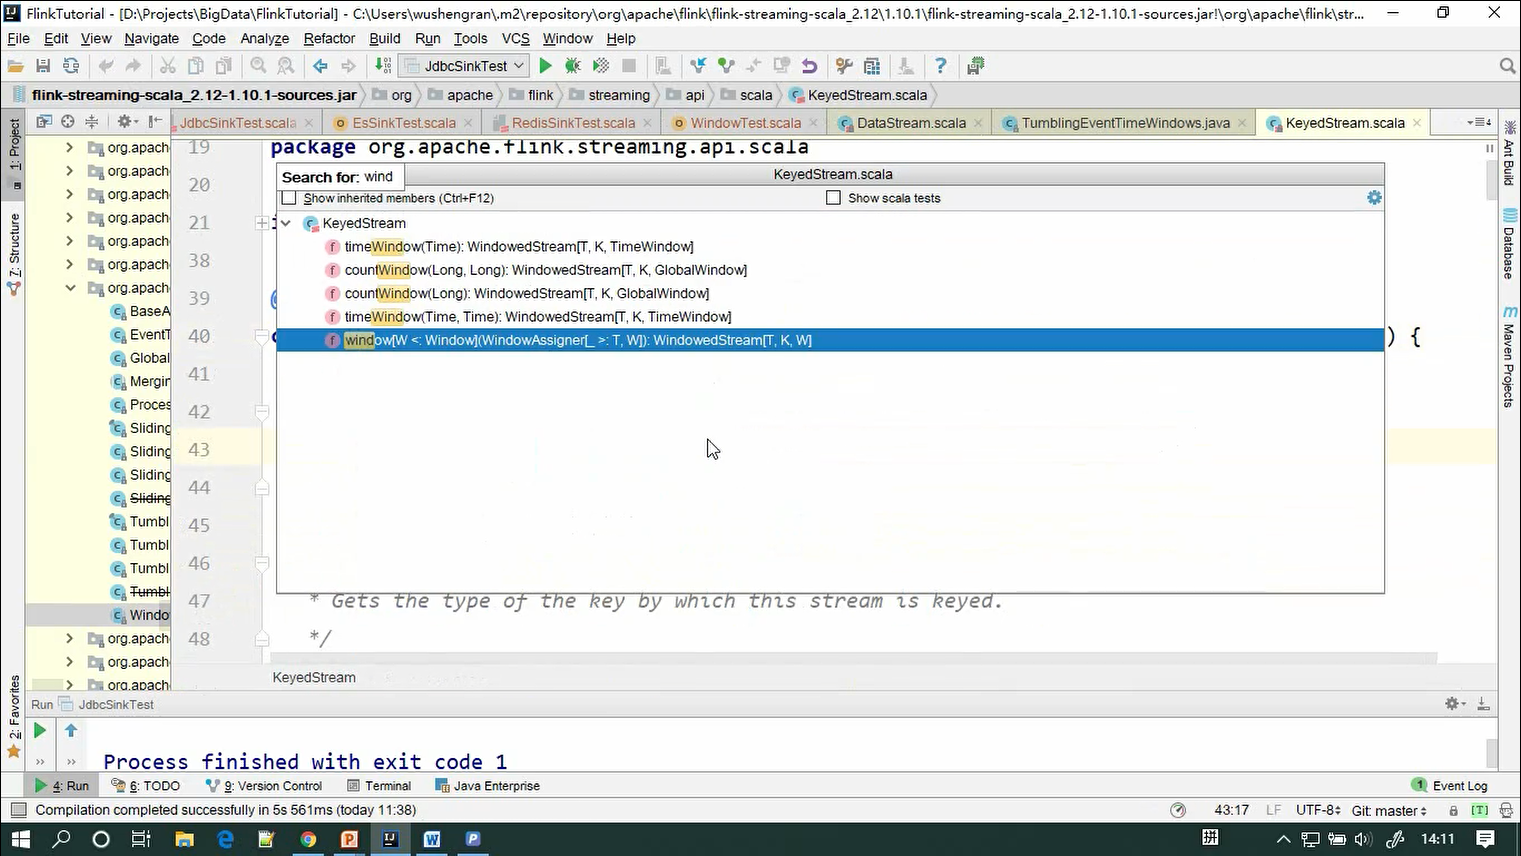 FlinkTutorial - [D:\Projects\BigData\FlinkTutorial] - C:\Users\wushengran\.m2\repository\org\apache\flink\flink-streaming-scala_2.12\1.10.1\flink-streaming-scala_2.12-1.10.1-sources.jar!\org\apache\flink\str...
File Edit View Navigate Code Analyze Refactor Build Run Tools VCS Window Help
JdbcSinkTest
flink-streaming-scala_2.12-1.10.1-sources.jar org apache flink streaming api scala KeyedStream.scala
JdbcSinkTest.scala EsSinkTest.scala RedisSinkTest.scala WindowTest.scala DataStream.scala TumblingEventTimeWindows.java KeyedStream.scala
1: Project
7: Structure
2: Favorites
Ant Build
Database
Maven Projects
org.apach
org.apach
org.apach
org.apach
org.apach
org.apach
org.apach
BaseA
EventT
Global
Mergin
Proces
Sliding
Sliding
Sliding
Sliding
Tumbl
Tumbl
Tumbl
Tumbl
Windo
org.apach
org.apach
org.apach
19 package org.apache.flink.streaming.api.scala
20
21
38
39
40 ) {
41
42
43
44
45
46
47 * Gets the type of the key by which this stream is keyed.
48 */
Search for: wind
KeyedStream.scala
Show inherited members (Ctrl+F12) Show scala tests
KeyedStream
timeWindow(Time): WindowedStream[T, K, TimeWindow]
countWindow(Long, Long): WindowedStream[T, K, GlobalWindow]
countWindow(Long): WindowedStream[T, K, GlobalWindow]
timeWindow(Time, Time): WindowedStream[T, K, TimeWindow]
window[W <: Window](WindowAssigner[_ >: T, W]): WindowedStream[T, K, W]
KeyedStream
Run JdbcSinkTest
Process finished with exit code 1
4: Run 6: TODO 9: Version Control Terminal Java Enterprise 1 Event Log
Compilation completed successfully in 5s 561ms (today 11:38) 43:17 LF UTF-8 Git: master [T]
拼 14:11